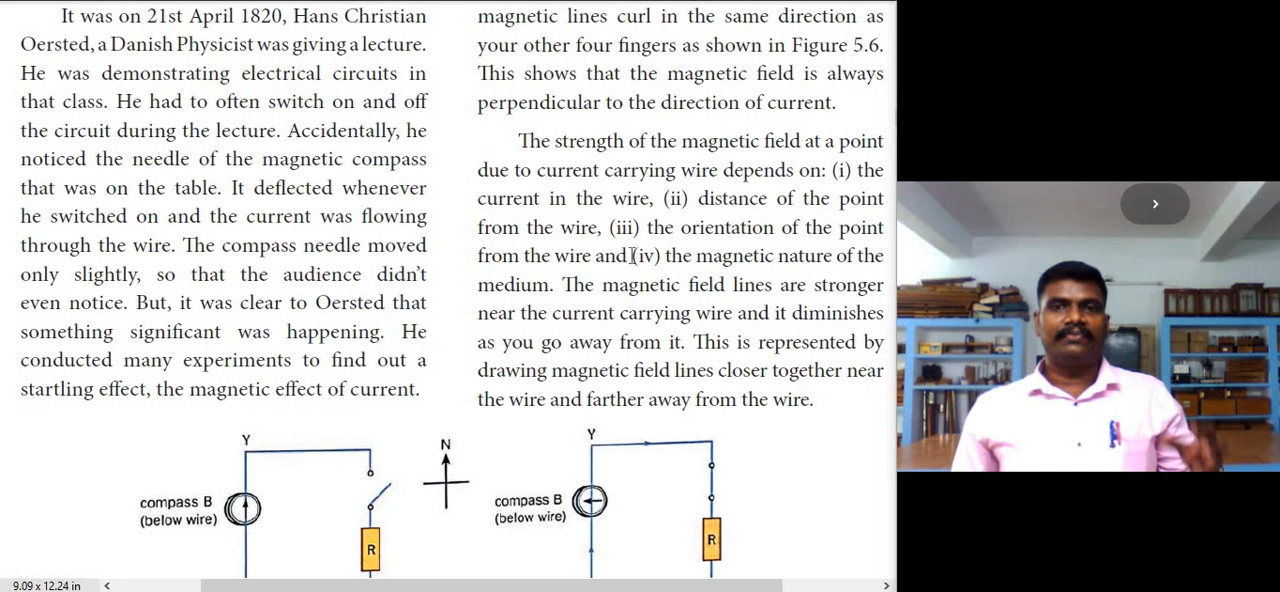 It was on 21st April 1820, Hans Christian
Oersted, a Danish Physicist was giving a lecture.
He was demonstrating electrical circuits in
that class. He had to often switch on and off
the circuit during the lecture. Accidentally, he
noticed the needle of the magnetic compass
that was on the table. It deflected whenever
he switched on and the current was flowing
through the wire. The compass needle moved
only slightly, so that the audience didn’t
even notice. But, it was clear to Oersted that
something significant was happening. He
conducted many experiments to find out a
startling effect, the magnetic effect of current.
magnetic lines curl in the same direction as
your other four fingers as shown in Figure 5.6.
This shows that the magnetic field is always
perpendicular to the direction of current.
The strength of the magnetic field at a point
due to current carrying wire depends on: (i) the
current in the wire, (ii) distance of the point
from the wire, (iii) the orientation of the point
from the wire and (iv) the magnetic nature of the
medium. The magnetic field lines are stronger
near the current carrying wire and it diminishes
as you go away from it. This is represented by
drawing magnetic field lines closer together near
the wire and farther away from the wire.
Y
compass B
(below wire)
R
N
Y
compass B
(below wire)
R
9.09 x 12.24 in